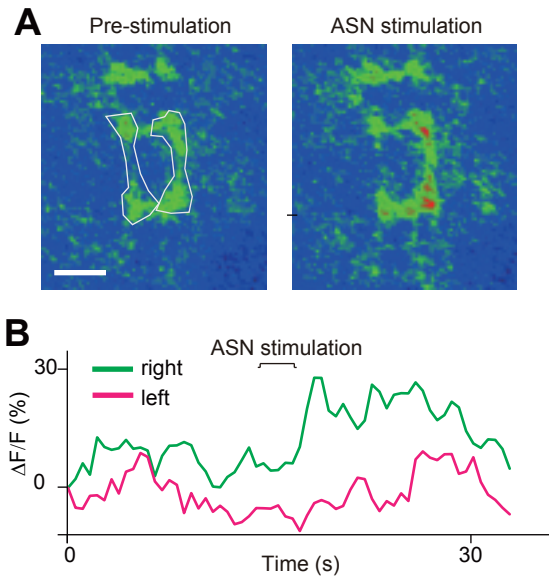 A
Pre-stimulation
ASN stimulation
B
ASN stimulation
right
left
30
0
ΔF/F (%)
0
30
Time (s)